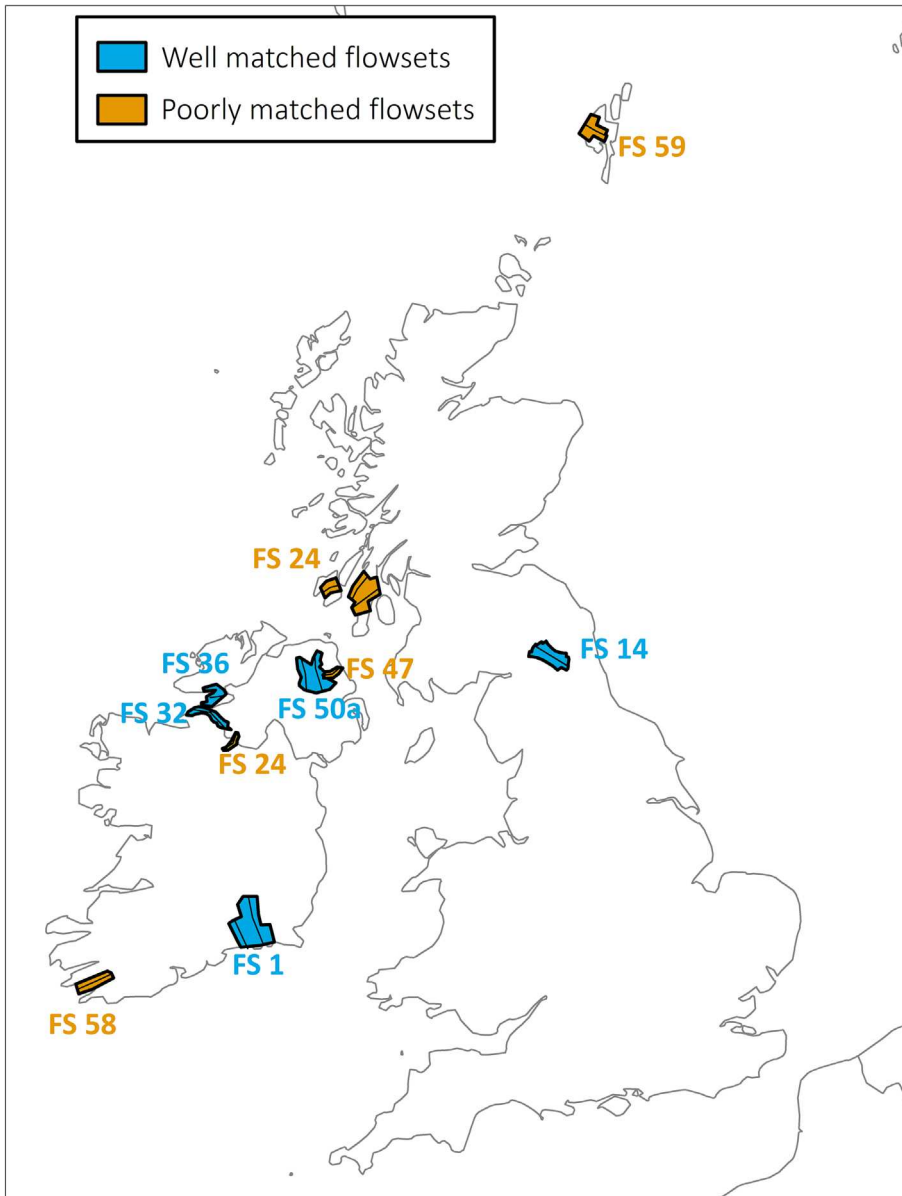 Well matched flowsets
Poorly matched flowsets
FS 59
FS 24
FS 14
FS 36
FS 47
FS 32
FS 50a
FS 24
FS 1
FS 58